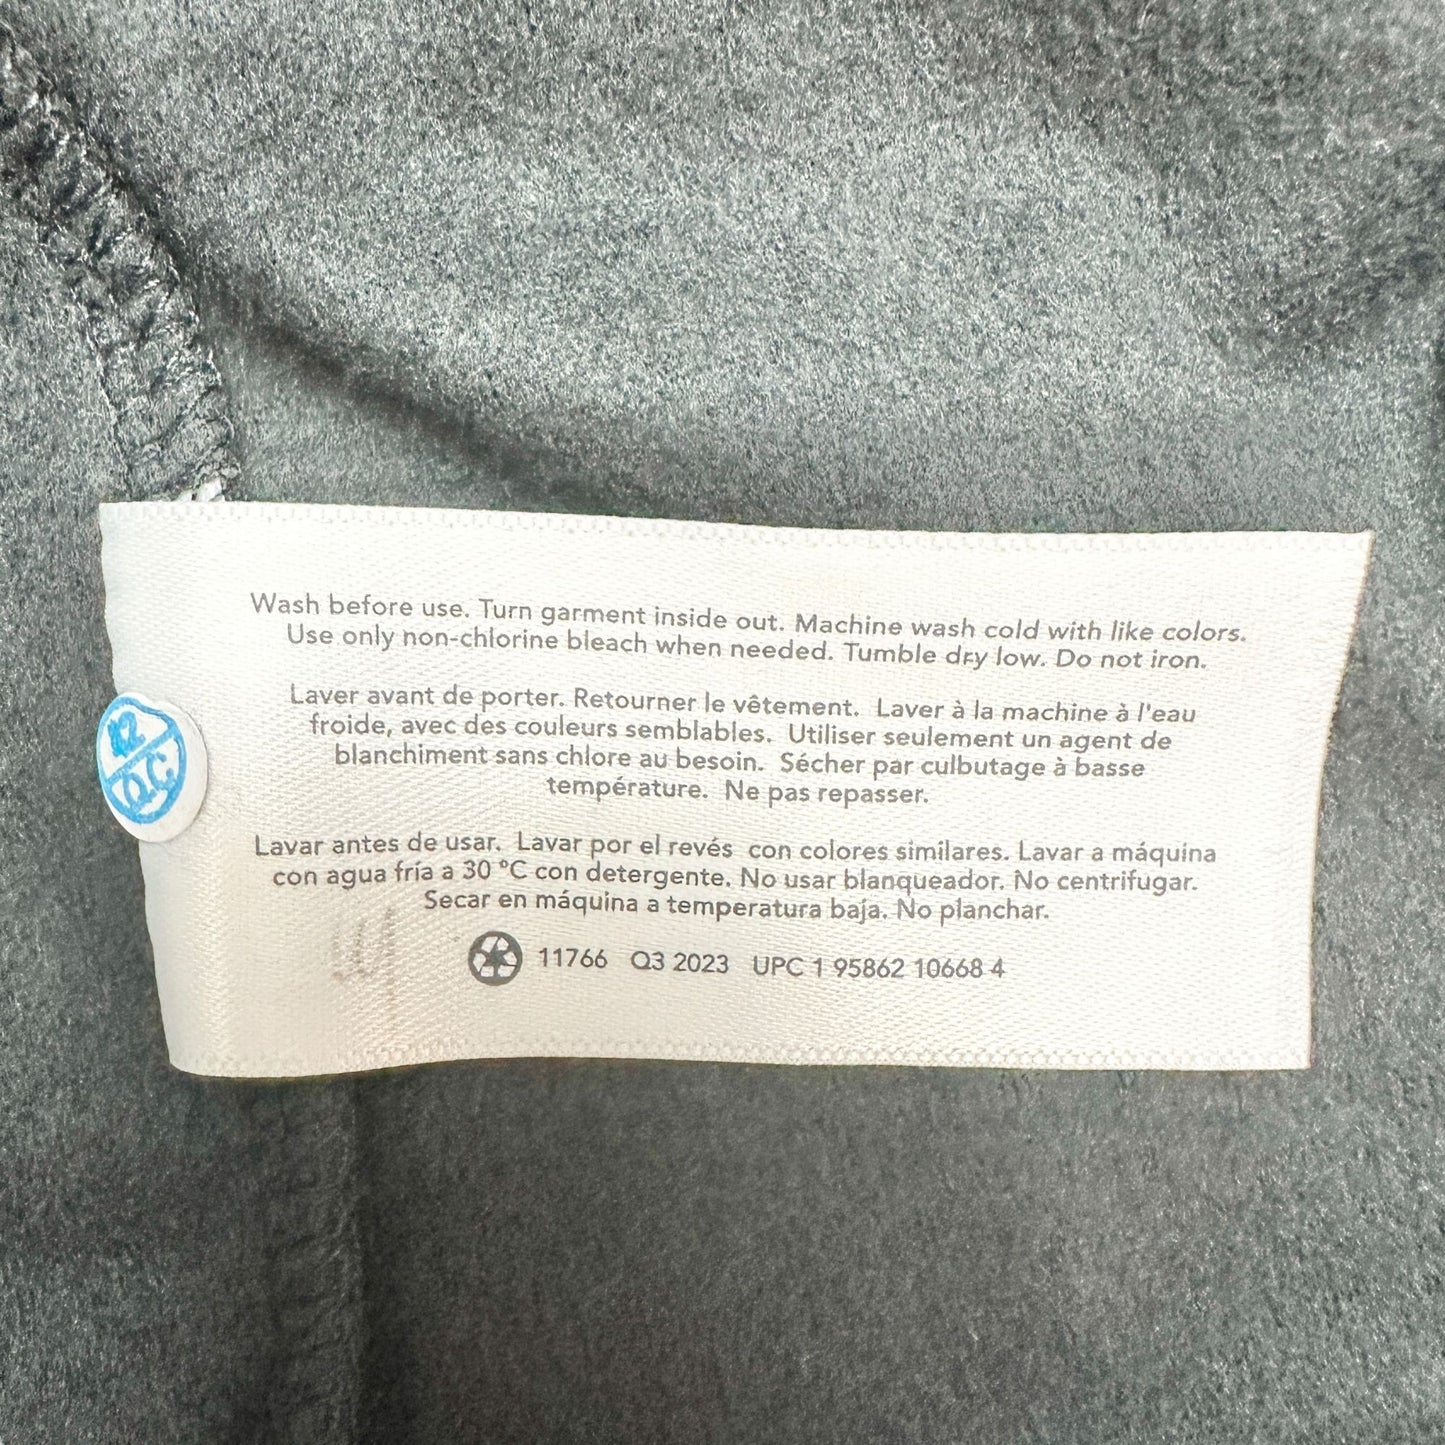 Wash before use. Turn garment inside out. Machine wash cold with like colors.
Use only non-chlorine bleach when needed. Tumble dry low. Do not iron.
Laver avant de porter. Retourner le vêtement. Laver à la machine à l'eau
froide, avec des couleurs semblables. Utiliser seulement un agent de
blanchiment sans chlore au besoin. Sécher par culbutage à basse
température. Ne pas repasser.
42
Q.C
Lavar antes de usar. Lavar por el revés con colores similares. Lavar a máquina
con agua fría a 30 °C con detergente. No usar blanqueador. No centrifugar.
Secar en máquina a temperatura baja. No planchar.
11766 Q3 2023 UPC 1 95862 10668 4